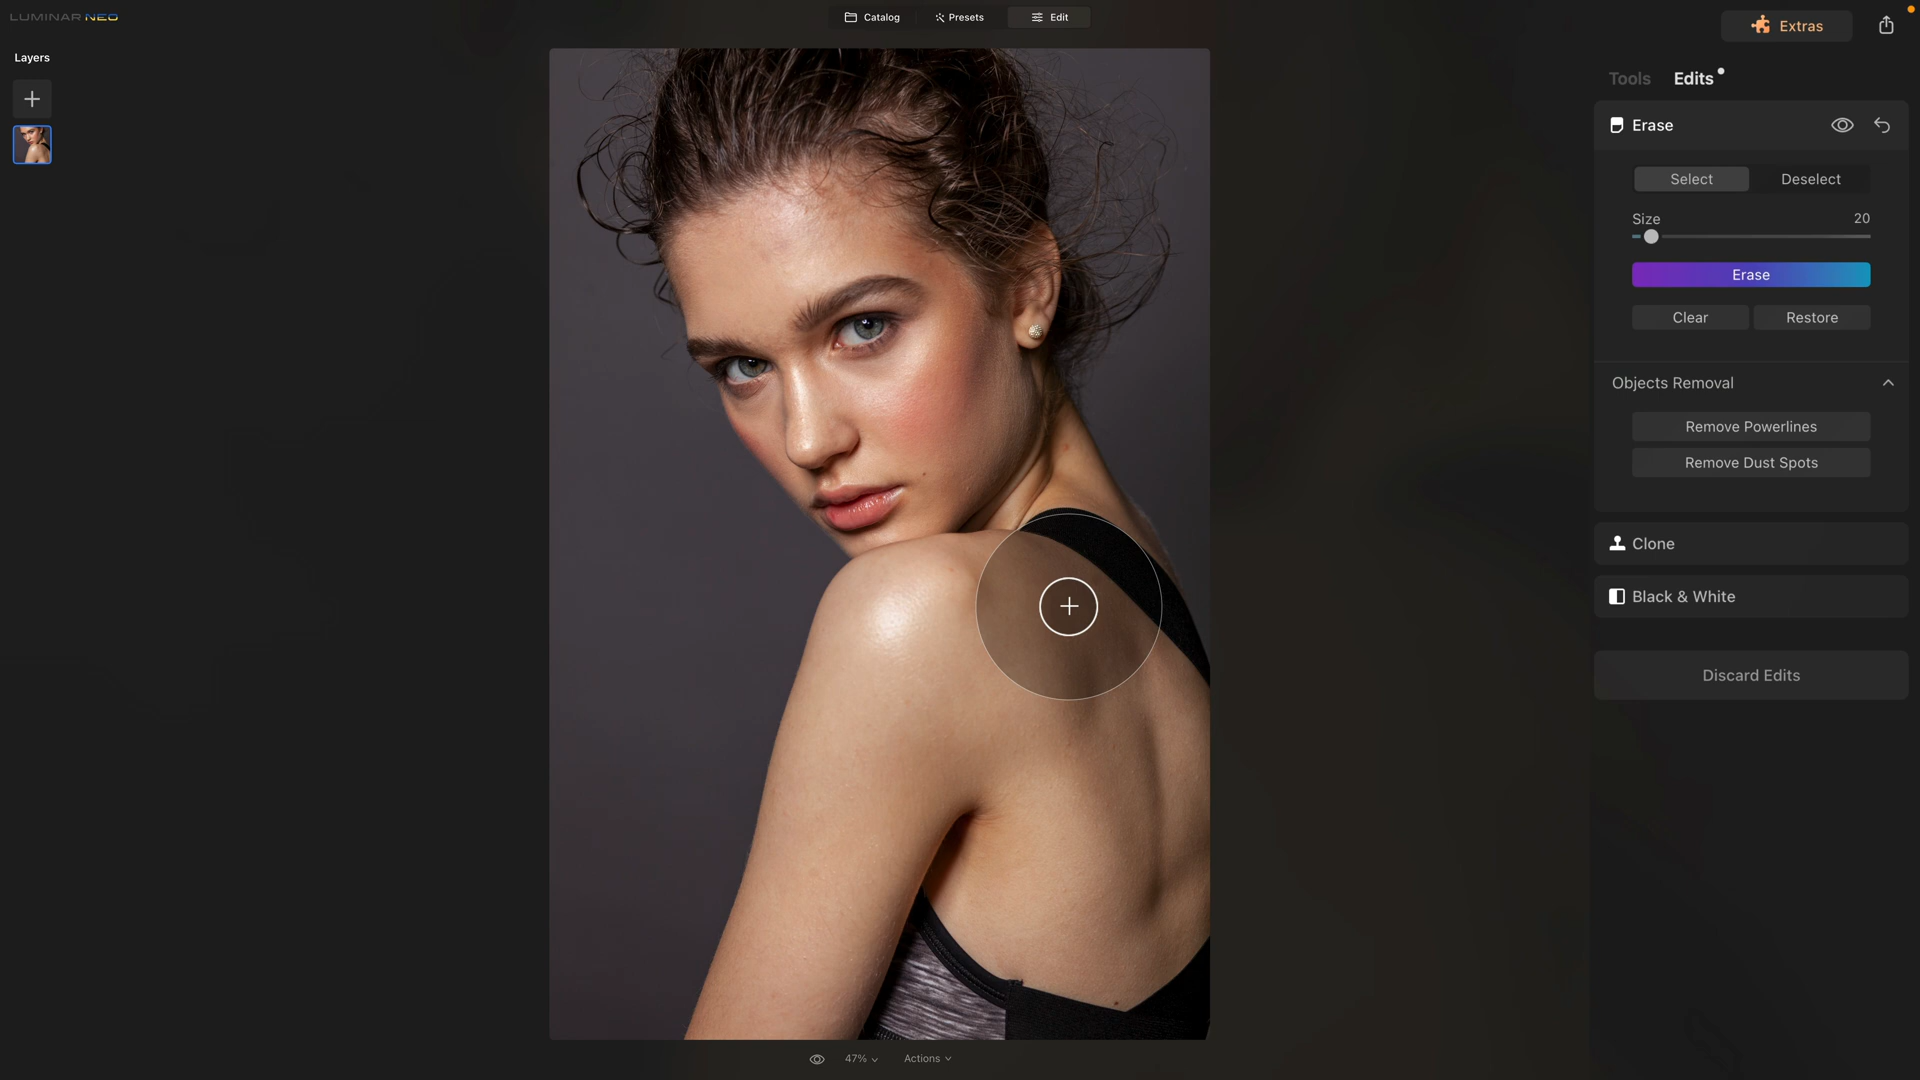 LUMINAR NEO
Catalog
Presets
Edit
Extras
Layers
Tools
Edits
Erase
Select
Deselect
Size
20
Erase
Clear
Restore
Objects Removal
Remove Powerlines
Remove Dust Spots
Clone
Black & White
Discard Edits
47%
Actions